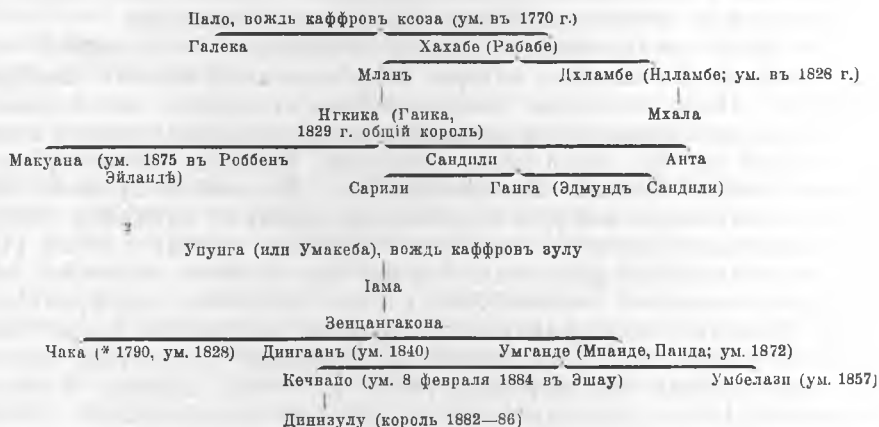 Пало, вождь каффровъ ксоза (ум. въ 1770 г.)
Галека Хахабе (Рабабе)
Мланъ Дхламбе (Ндламбе; ум. въ 1828 г.)
Нгкика (Гаика, Мхала
1829 г. общій король)
Макуана (ум. 1875 въ Роббенъ Сандили Анта
Эйландѣ)
Сарили Ганга (Эдмундъ Сандили)
Упунга (или Умакеба), вождь каффровъ зулу
Іама
Зенцангакона
Чака (* 1790, ум. 1828) Дингаанъ (ум. 1840) Умганде (Мпанде, Панда; ум. 1872)
Кечвайо (ум. 8 февраля 1884 въ Эшау) Умбелази (ум. 1857)
Динизулу (король 1882—86)